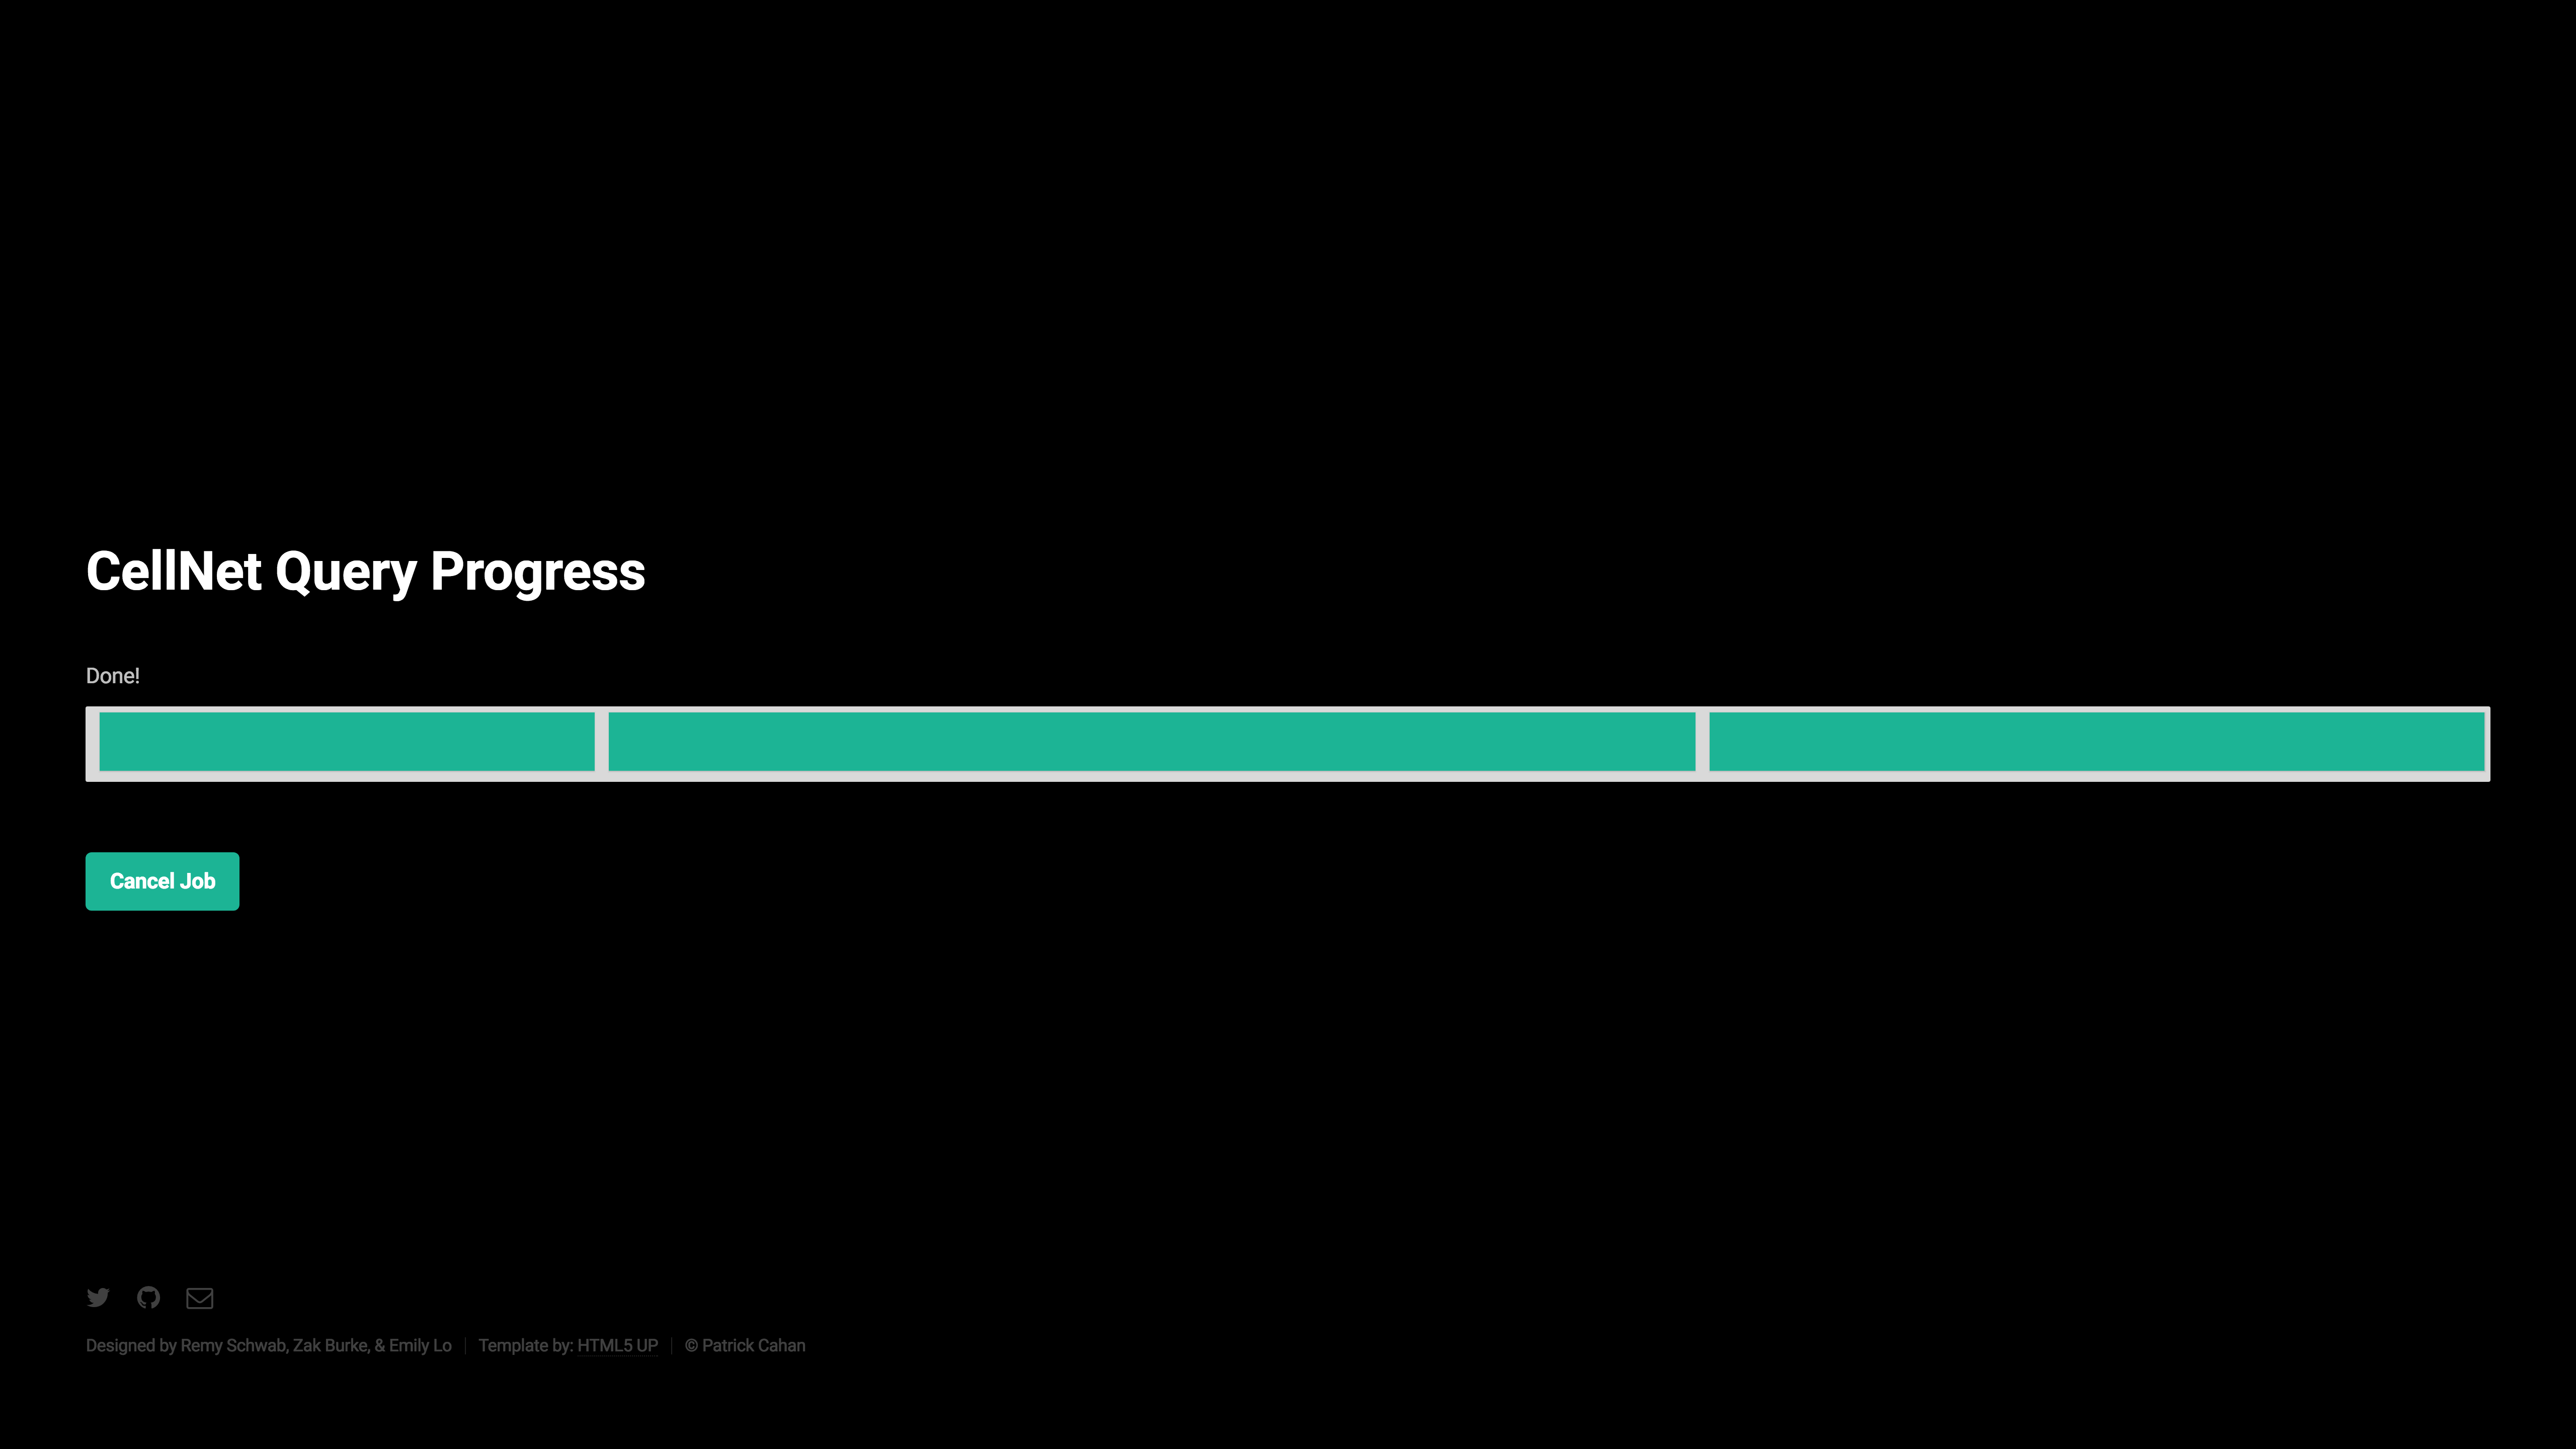 CellNet Query Progress
Done!
Cancel Job
Designed by Remy Schwab, Zak Burke, & Emily Lo
Template by: HTML5 UP
© Patrick Cahan